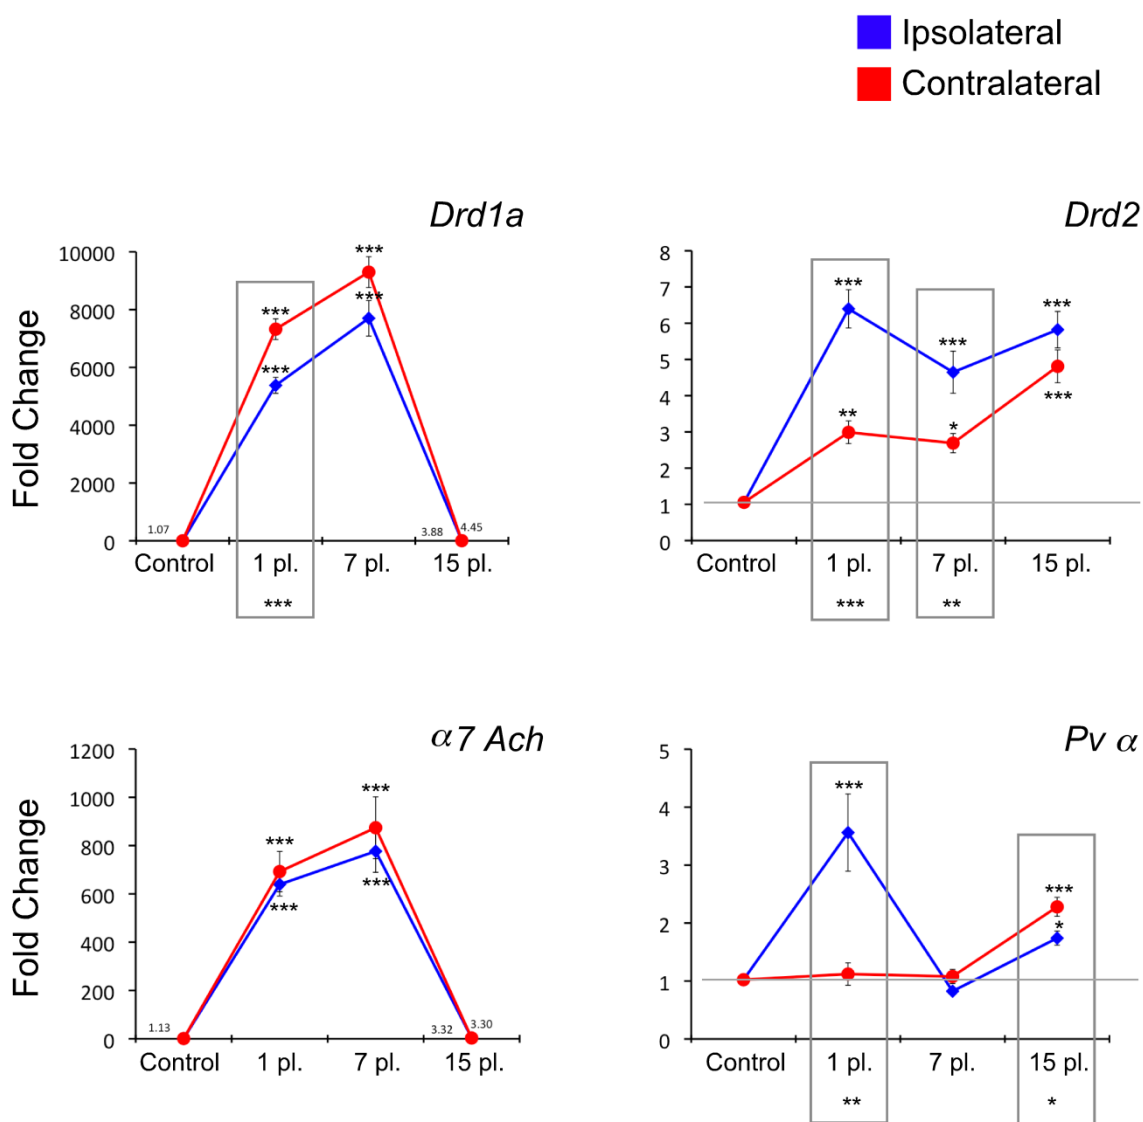 Ipsolateral
Contralateral
Drd1a
Fold Change
10000
8000
6000
4000
2000
0
***
***
***
***
1.07
3.88
4.45
Control
1 pl.
7 pl.
15 pl.
***
Drd2
8
7
6
5
4
3
2
1
0
***
***
***
**
*
***
Control
1 pl.
7 pl.
15 pl.
***
**
α7 Ach
Fold Change
1200
1000
800
600
400
200
0
***
***
***
***
1.13
3.32
3.30
Control
1 pl.
7 pl.
15 pl.
Pv α
5
4
3
2
1
0
***
***
*
Control
1 pl.
7 pl.
15 pl.
**
*